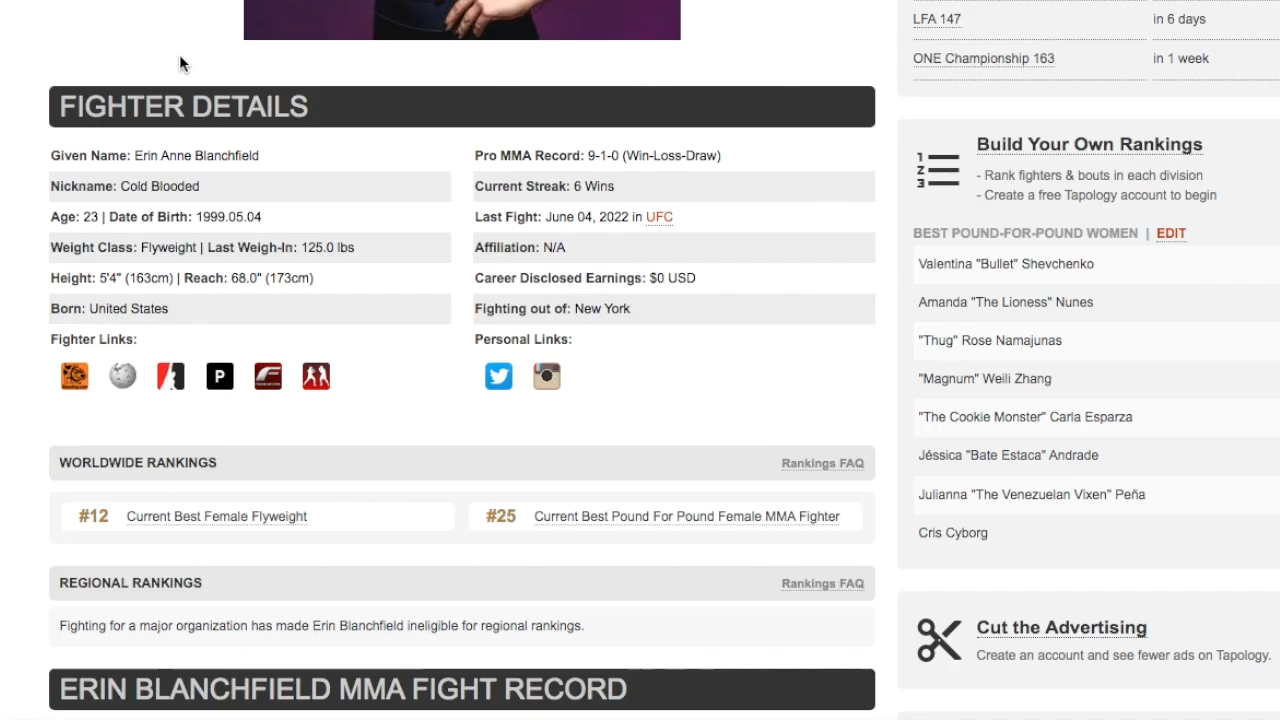 LFA 147 in 6 days
ONE Championship 163 in 1 week
FIGHTER DETAILS
Given Name: Erin Anne Blanchfield
Pro MMA Record: 9-1-0 (Win-Loss-Draw)
Nickname: Cold Blooded
Current Streak: 6 Wins
Age: 23 | Date of Birth: 1999.05.04
Last Fight: June 04, 2022 in UFC
Weight Class: Flyweight | Last Weigh-In: 125.0 lbs
Affiliation: N/A
Height: 5'4" (163cm) | Reach: 68.0" (173cm)
Career Disclosed Earnings: $0 USD
Born: United States
Fighting out of: New York
Fighter Links:
Personal Links:
P
WORLDWIDE RANKINGS
Rankings FAQ
#12 Current Best Female Flyweight
#25 Current Best Pound For Pound Female MMA Fighter
REGIONAL RANKINGS
Rankings FAQ
Fighting for a major organization has made Erin Blanchfield ineligible for regional rankings.
ERIN BLANCHFIELD MMA FIGHT RECORD
1
2
3
Build Your Own Rankings
- Rank fighters & bouts in each division
- Create a free Tapology account to begin
BEST POUND-FOR-POUND WOMEN | EDIT
Valentina "Bullet" Shevchenko
Amanda "The Lioness" Nunes
"Thug" Rose Namajunas
"Magnum" Weili Zhang
"The Cookie Monster" Carla Esparza
Jéssica "Bate Estaca" Andrade
Julianna "The Venezuelan Vixen" Peña
Cris Cyborg
Cut the Advertising
Create an account and see fewer ads on Tapology.